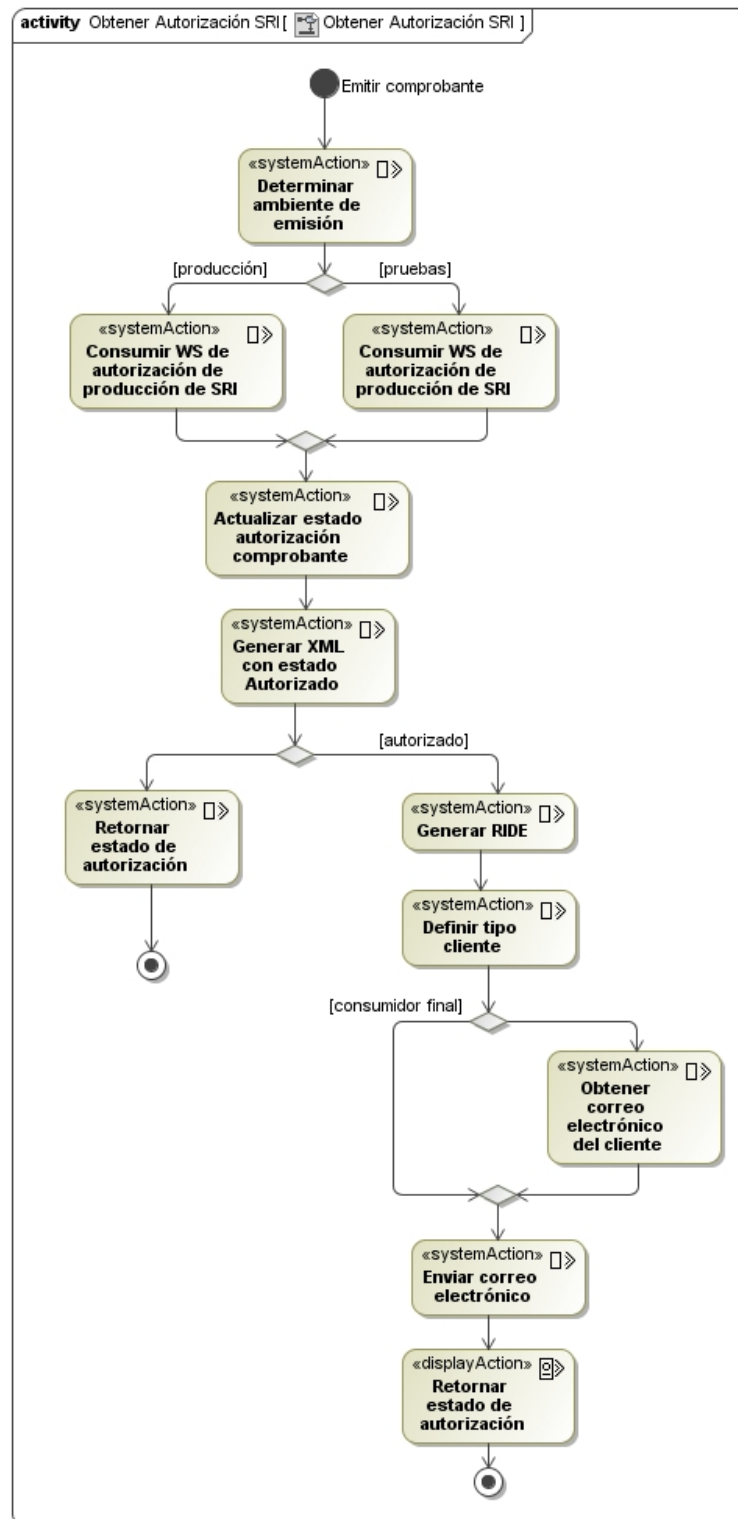 activity Obtener Autorización SRI[ Obtener Autorización SRI ]
Emitir comprobante
«systemAction»
Determinar
ambiente de
emisión
[producción]
[pruebas]
«systemAction»
Consumir WS de
autorización de
producción de SRI
«systemAction»
Consumir WS de
autorización de
producción de SRI
«systemAction»
Actualizar estado
autorización
comprobante
«systemAction»
Generar XML
con estado
Autorizado
[autorizado]
«systemAction»
Retornar
estado de
autorización
«systemAction»
Generar RIDE
«systemAction»
Definir tipo
cliente
[consumidor final]
«systemAction»
Obtener
correo
electrónico
del cliente
«systemAction»
Enviar correo
electrónico
«displayAction»
Retornar
estado de
autorización